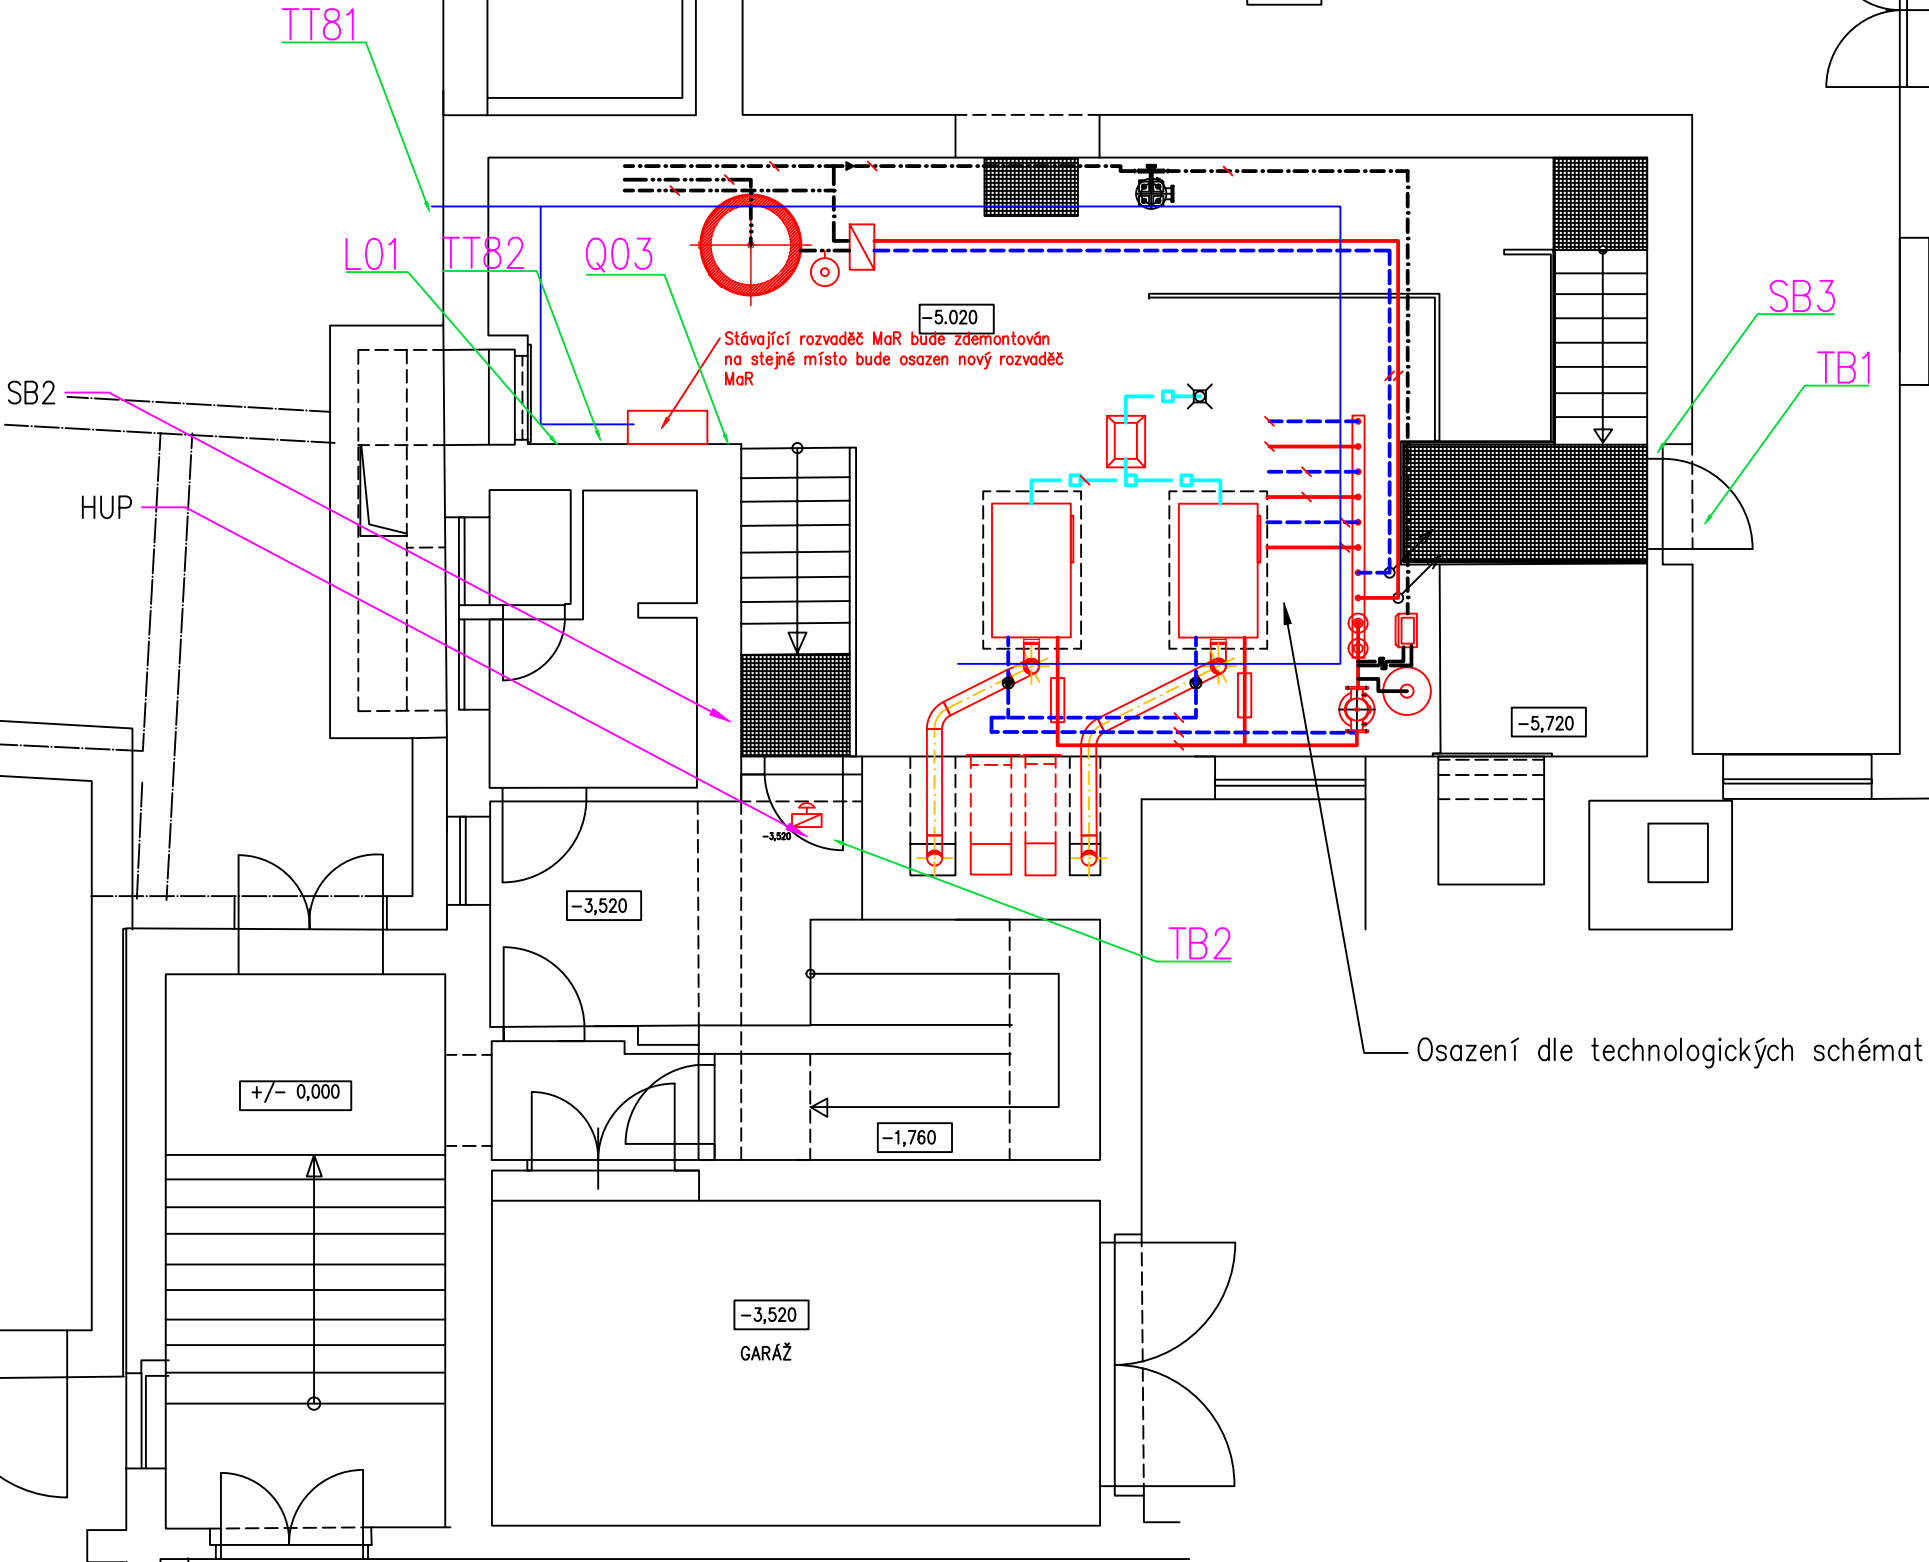 TT81
L01
TT82
Q03
-5.020
Stávající rozvaděč MaR bude zdemontován
na stejné místo bude osazen nový rozvaděč
MaR
SB3
TB1
SB2
HUP
-5,720
-3,520
-3,520
TB2
Osazení dle technologických schémat
+/- 0,000
-1,760
-3,520
GARÁŽ